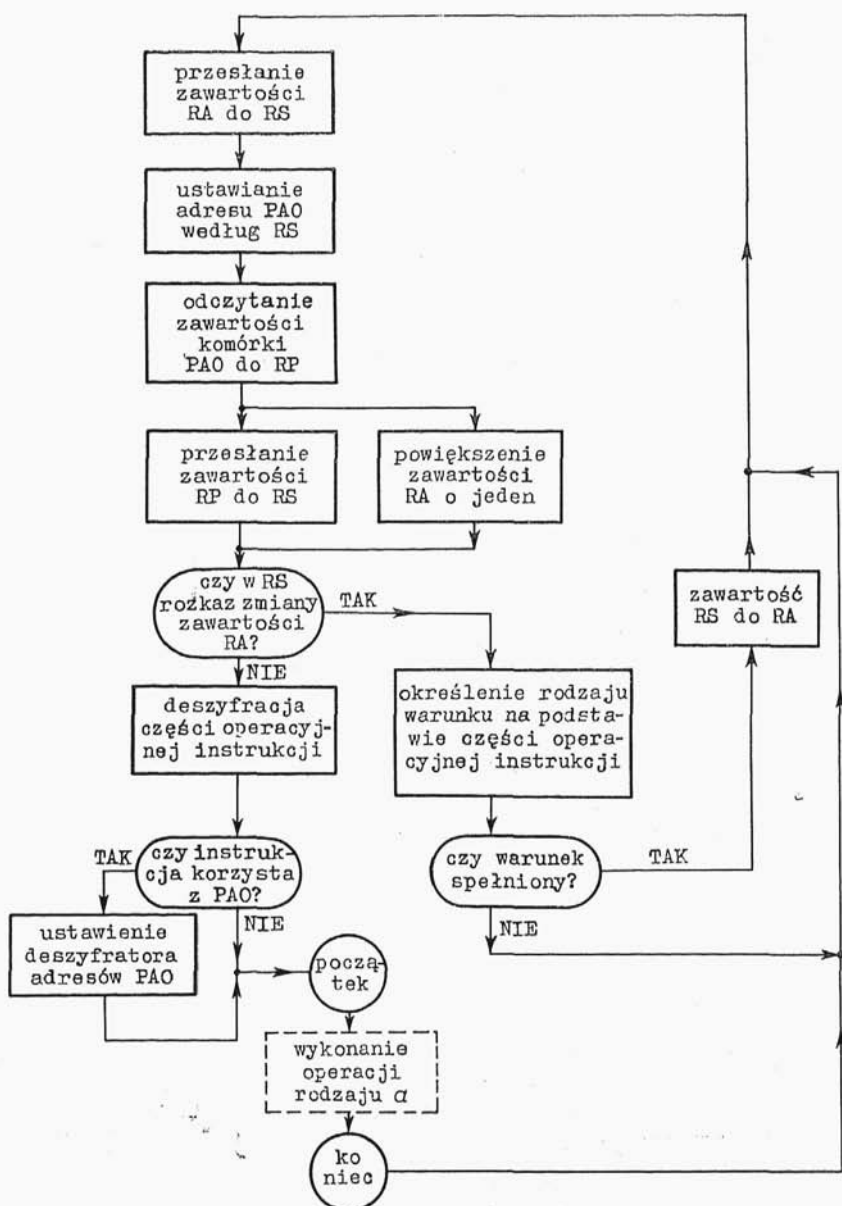 przesłanie
zawartości
RA do RS
ustawianie
adresu PAO
według RS
odczytanie
zawartości
komórki
PAO do RP
przesłanie
zawartości
RP do RS
powiększenie
zawartości
RA o jeden
czy w RS
rozkaz zmiany
zawartości
RA?
TAK
NIE
zawartość
RS do RA
deszyfracja
części operacyj-
nej instrukcji
określenie rodzaju
warunku na podsta-
wie części opera-
cyjnej instrukcji
czy instruk-
cja korzysta
z PAO?
TAK
NIE
czy warunek
spełniony?
TAK
NIE
ustawienie
deszyfratora
adresów PAO
począ-
tek
wykonanie
operacji
rodzaju α
ko
niec